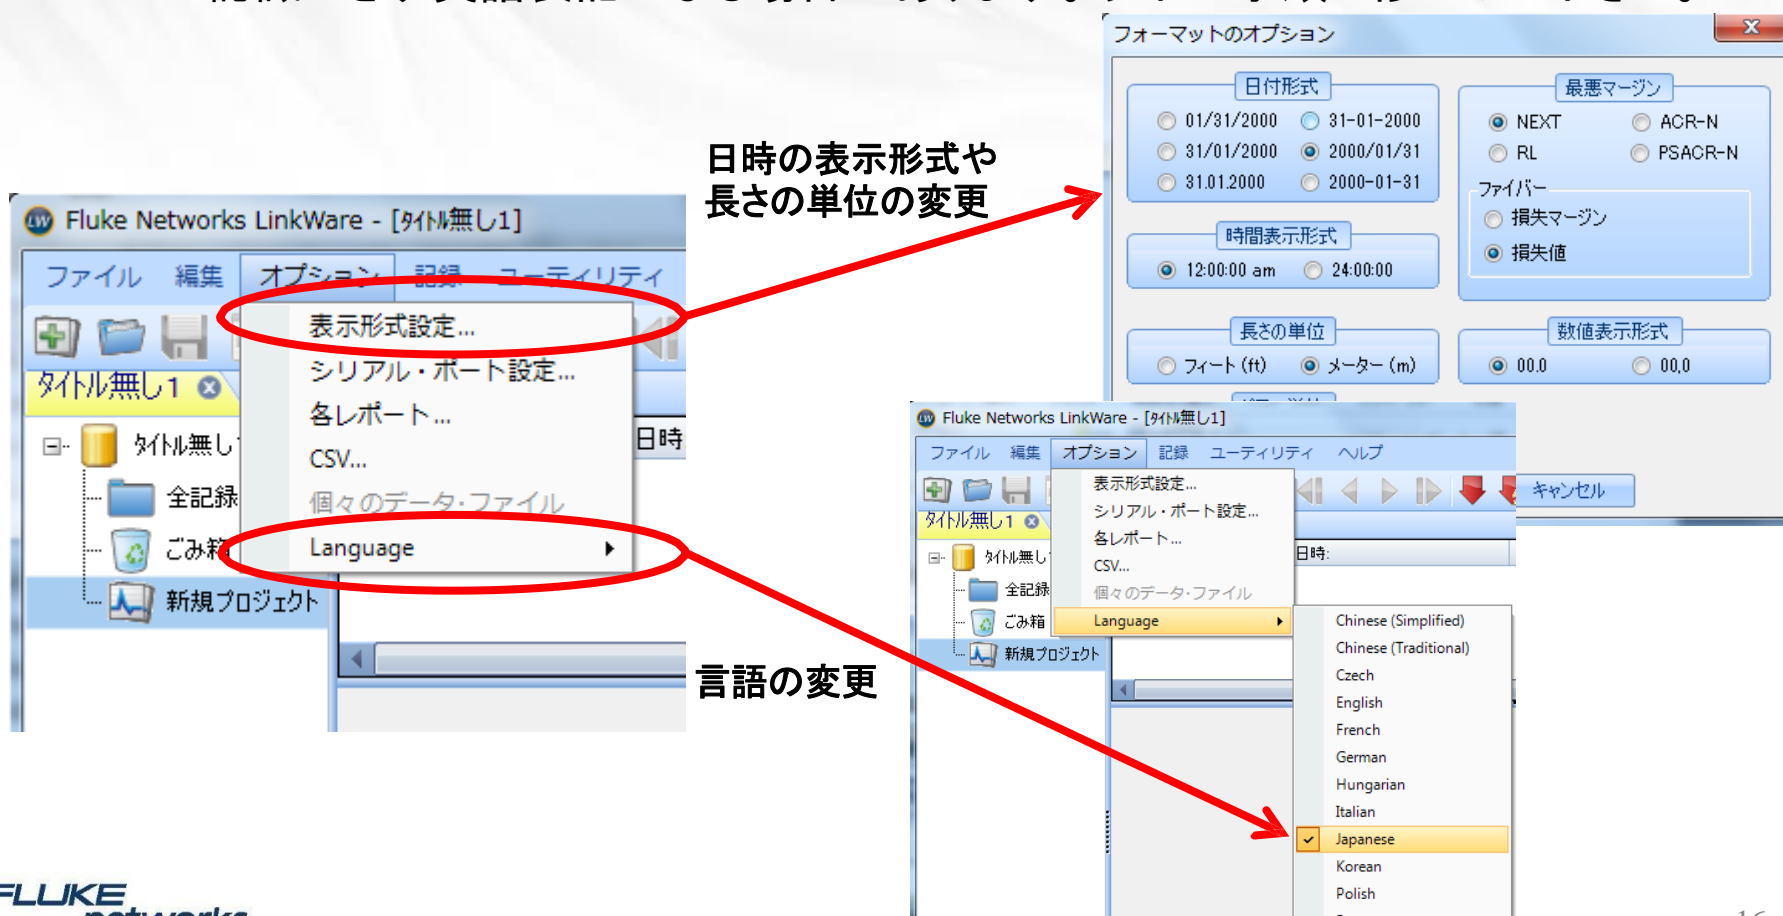 フォーマットのオプション
日付形式
01/31/2000 31-01-2000
31/01/2000 2000/01/31
31.01.2000 2000-01-31
時間表示形式
12:00:00 am 24:00:00
長さの単位
フィート (ft) メーター (m)
最悪マージン
NEXT ACR-N
RL PSACR-N
ファイバー
損失マージン
損失値
数値表示形式
00.0 00,0
キャンセル
日時の表示形式や
長さの単位の変更
Fluke Networks LinkWare - [タイトル無し1]
ファイル 編集 オプション 記録 ユーティリティ
表示形式設定...
シリアル・ポート設定...
各レポート...
CSV...
個々のデータ・ファイル
Language
タイトル無し1
タイトル無し
全記録
ごみ箱
新規プロジェクト
日時
言語の変更
Fluke Networks LinkWare - [タイトル無し1]
ファイル 編集 オプション 記録 ユーティリティ ヘルプ
表示形式設定...
シリアル・ポート設定...
各レポート...
CSV...
個々のデータ・ファイル
Language
タイトル無し1
タイトル無し
全記録
ごみ箱
新規プロジェクト
日時:
Chinese (Simplified)
Chinese (Traditional)
Czech
English
French
German
Hungarian
Italian
Japanese
Korean
Polish
FLUKE
networks
16